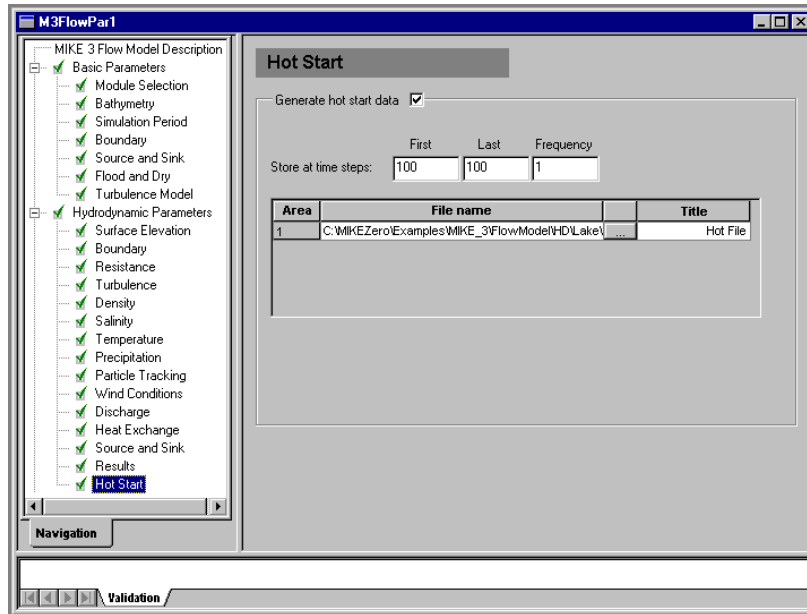 M3FlowPar1
MIKE 3 Flow Model Description
Basic Parameters
Module Selection
Bathymetry
Simulation Period
Boundary
Source and Sink
Flood and Dry
Turbulence Model
Hydrodynamic Parameters
Surface Elevation
Boundary
Resistance
Turbulence
Density
Salinity
Temperature
Precipitation
Particle Tracking
Wind Conditions
Discharge
Heat Exchange
Source and Sink
Results
Hot Start
Navigation
Hot Start
Generate hot start data
First Last Frequency
Store at time steps: 100 100 1
Area File name Title
1 C:\MIKEZero\Examples\MIKE_3\FlowModel\HD\Lake\ ... Hot File
Validation